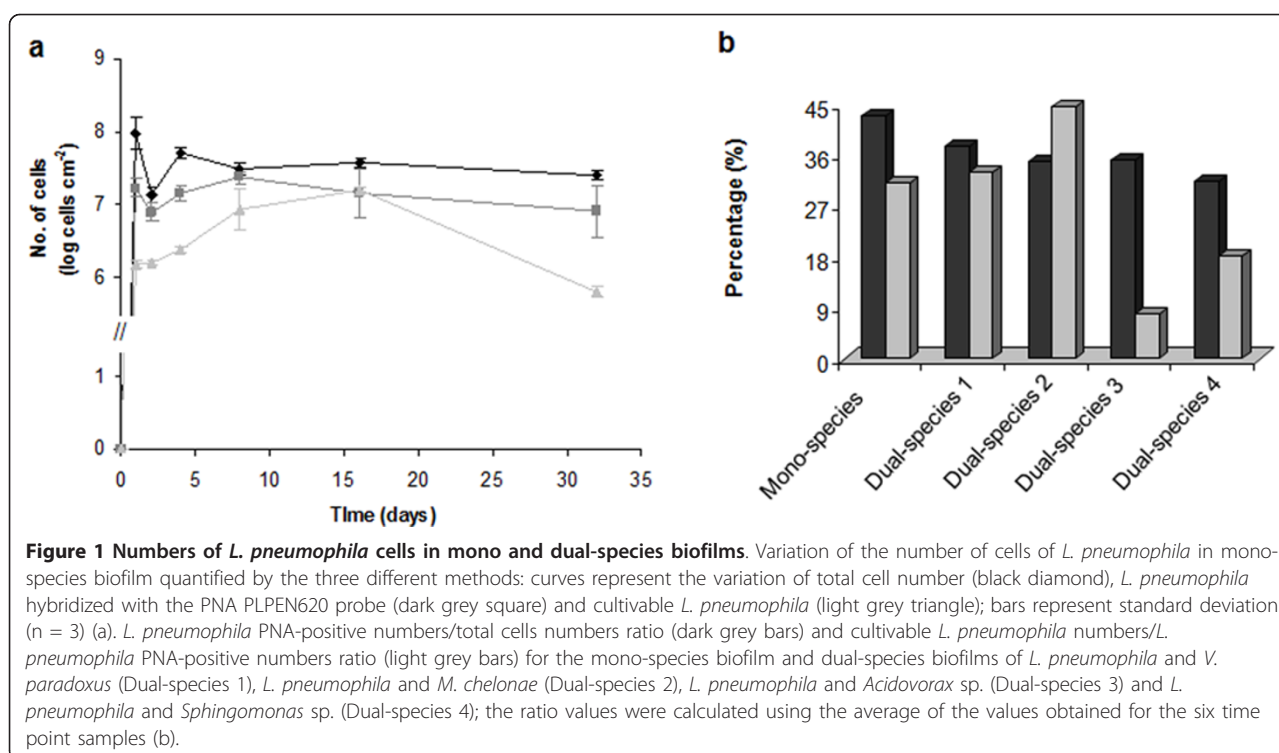 a
9
8
7
6
//
1
0
No. of cells
(log cells cm-2)
0 5 10 15 20 25 30 35
TIme (days)
b
45
36
27
18
9
0
Percentage (%)
Mono-species
Dual-species 1
Dual-species 2
Dual-species 3
Dual-species 4
Figure 1 Numbers of L. pneumophila cells in mono and dual-species biofilms. Variation of the number of cells of L. pneumophila in mono-
species biofilm quantified by the three different methods: curves represent the variation of total cell number (black diamond), L. pneumophila
hybridized with the PNA PLPEN620 probe (dark grey square) and cultivable L. pneumophila (light grey triangle); bars represent standard deviation
(n = 3) (a). L. pneumophila PNA-positive numbers/total cells numbers ratio (dark grey bars) and cultivable L. pneumophila numbers/L.
pneumophila PNA-positive numbers ratio (light grey bars) for the mono-species biofilm and dual-species biofilms of L. pneumophila and V.
paradoxus (Dual-species 1), L. pneumophila and M. chelonae (Dual-species 2), L. pneumophila and Acidovorax sp. (Dual-species 3) and L.
pneumophila and Sphingomonas sp. (Dual-species 4); the ratio values were calculated using the average of the values obtained for the six time
point samples (b).